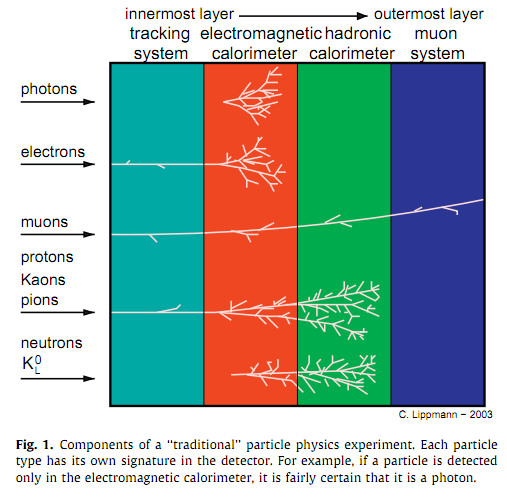 innermost layer outermost layer
tracking electromagnetic hadronic muon
system calorimeter calorimeter system
photons
electrons
muons
protons
Kaons
pions
neutrons
K⁰L
C. Lippmann − 2003
Fig. 1. Components of a “traditional” particle physics experiment. Each particle
type has its own signature in the detector. For example, if a particle is detected
only in the electromagnetic calorimeter, it is fairly certain that it is a photon.